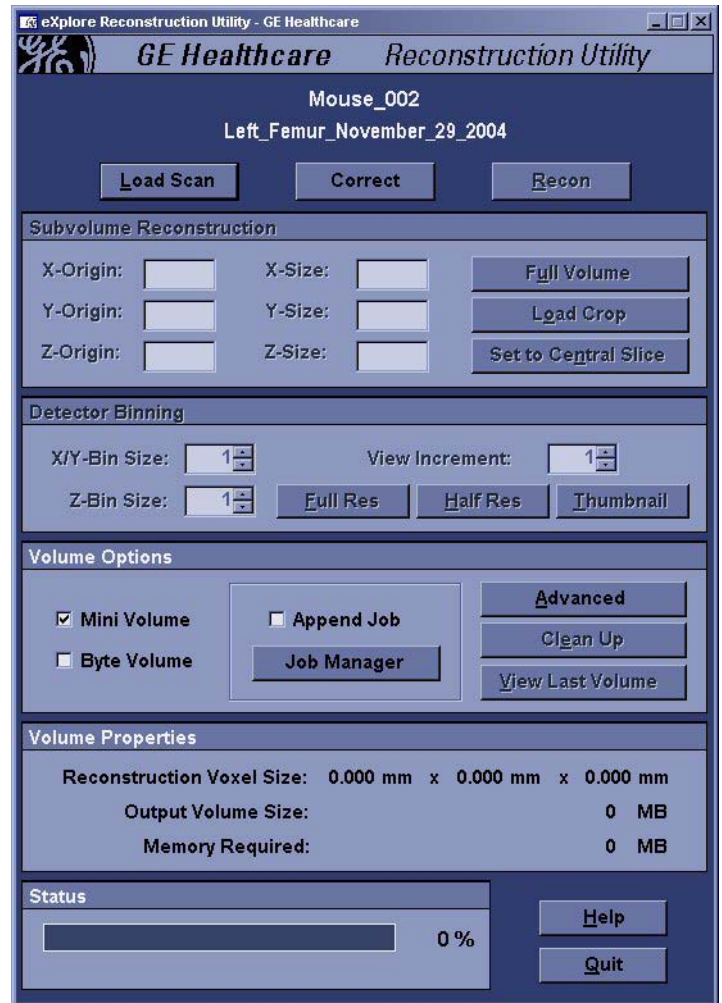 eXplore Reconstruction Utility - GE Healthcare
GE Healthcare Reconstruction Utility
Mouse_002
Left_Femur_November_29_2004
Load Scan Correct Recon
Subvolume Reconstruction
X-Origin: X-Size: Full Volume
Y-Origin: Y-Size: Load Crop
Z-Origin: Z-Size: Set to Central Slice
Detector Binning
X/Y-Bin Size: 1 View Increment: 1
Z-Bin Size: 1 Full Res Half Res Thumbnail
Volume Options
Mini Volume Append Job Advanced
Byte Volume Job Manager Clean Up
View Last Volume
Volume Properties
Reconstruction Voxel Size: 0.000 mm x 0.000 mm x 0.000 mm
Output Volume Size: 0 MB
Memory Required: 0 MB
Status
0 %
Help
Quit